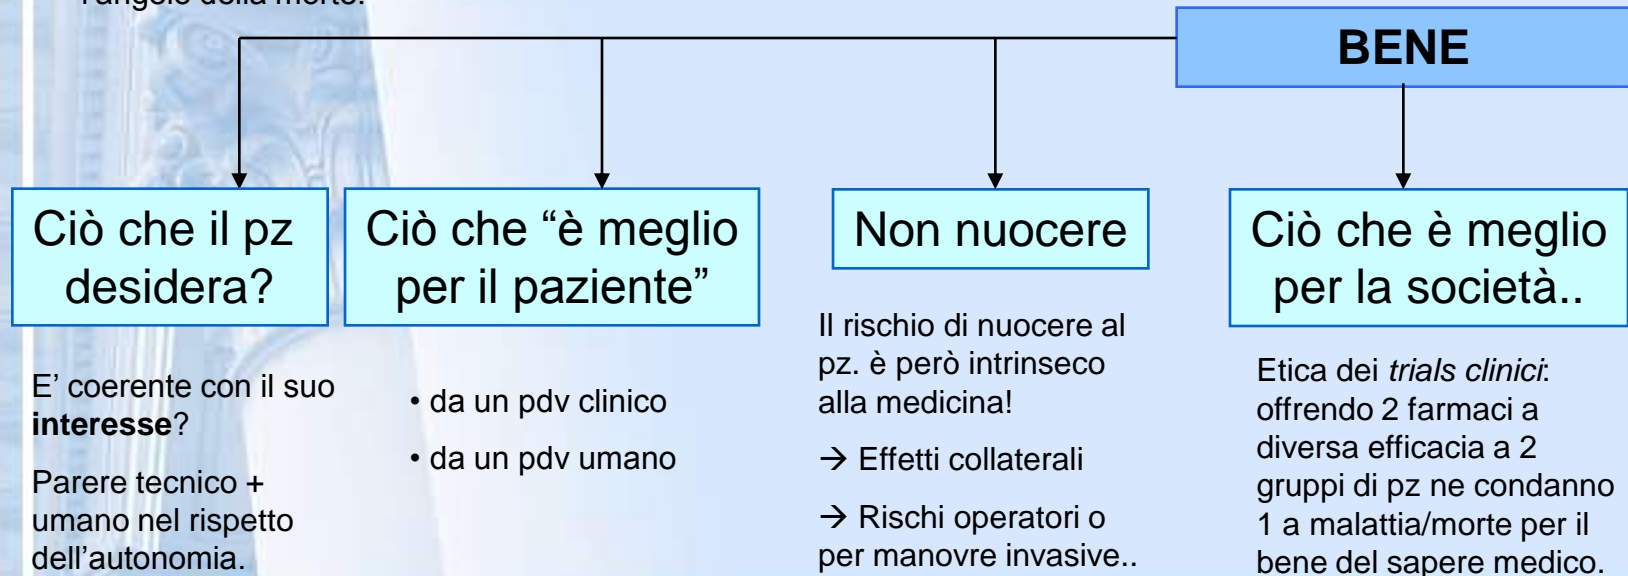 l'angelo della morte.
BENE
Ciò che il pz
desidera?
E' coerente con il suo
interesse?
Parere tecnico +
umano nel rispetto
dell'autonomia.
Ciò che “è meglio
per il paziente”
• da un pdv clinico
• da un pdv umano
Non nuocere
Il rischio di nuocere al
pz. è però intrinseco
alla medicina!
→ Effetti collaterali
→ Rischi operatori o
per manovre invasive..
Ciò che è meglio
per la società..
Etica dei trials clinici:
offrendo 2 farmaci a
diversa efficacia a 2
gruppi di pz ne condanno
1 a malattia/morte per il
bene del sapere medico.